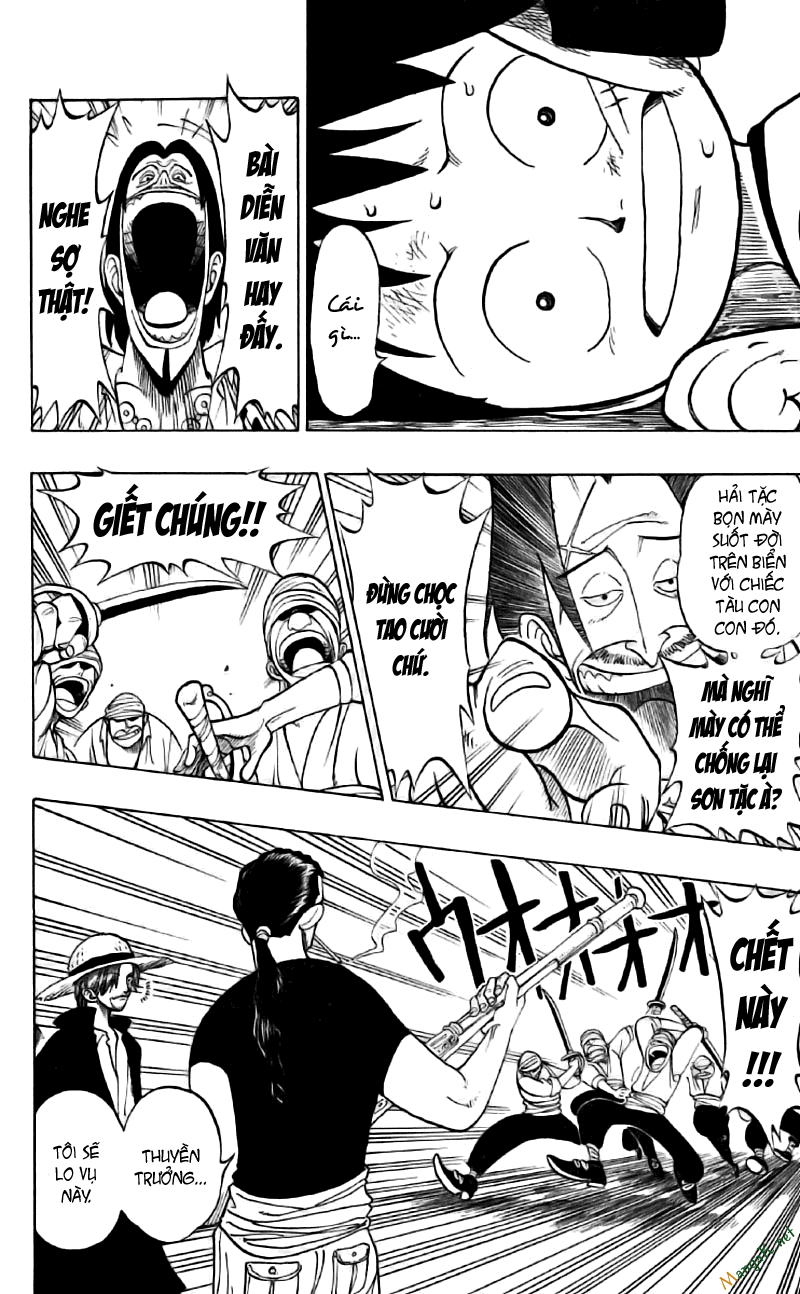 Cái
gì...
BÀI
DIỄN
VĂN
HAY
ĐẤY.
NGHE
SỢ
THẬT!
HẢI TẶC
BỌN MÀY
SUỐT ĐỜI
TRÊN BIỂN
VỚI CHIẾC
TÀU CON
CON ĐÓ.
MÀ NGHĨ
MÀY CÓ THỂ
CHỐNG LẠI
SƠN TẶC À?
ĐỪNG CHỌC
TAO CƯỜI
CHỨ.
GIẾT CHÚNG!!
CHẾT
NÀY
!!!
ウオオオオ
THUYỀN
TRƯỞNG...
TÔI SẼ
LO VỤ
NÀY.